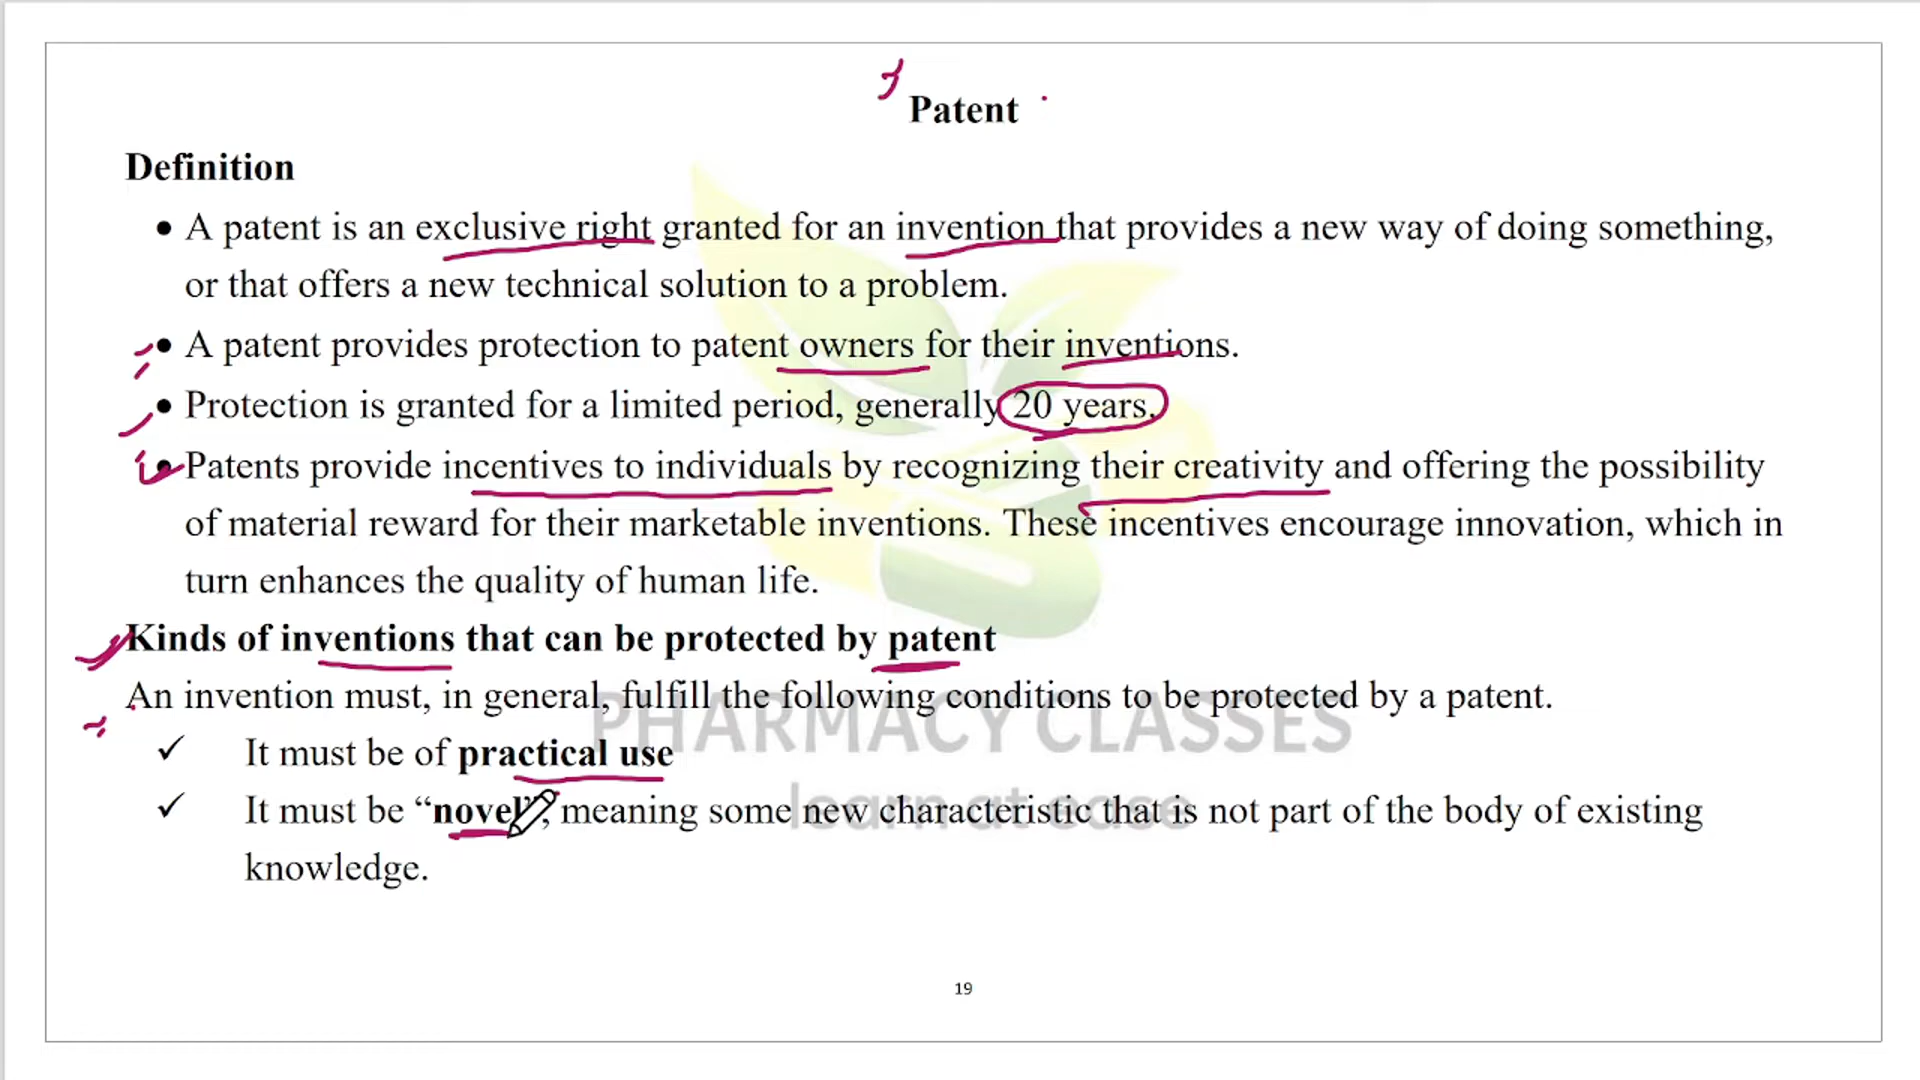 Patent
Definition
• A patent is an exclusive right granted for an invention that provides a new way of doing something,
or that offers a new technical solution to a problem.
• A patent provides protection to patent owners for their inventions.
• Protection is granted for a limited period, generally 20 years.
• Patents provide incentives to individuals by recognizing their creativity and offering the possibility
of material reward for their marketable inventions. These incentives encourage innovation, which in
turn enhances the quality of human life.
Kinds of inventions that can be protected by patent
An invention must, in general, fulfill the following conditions to be protected by a patent.
PHARMACY CLASSES
✓ It must be of practical use
learn at ease
✓ It must be “novel”, meaning some new characteristic that is not part of the body of existing
knowledge.
19